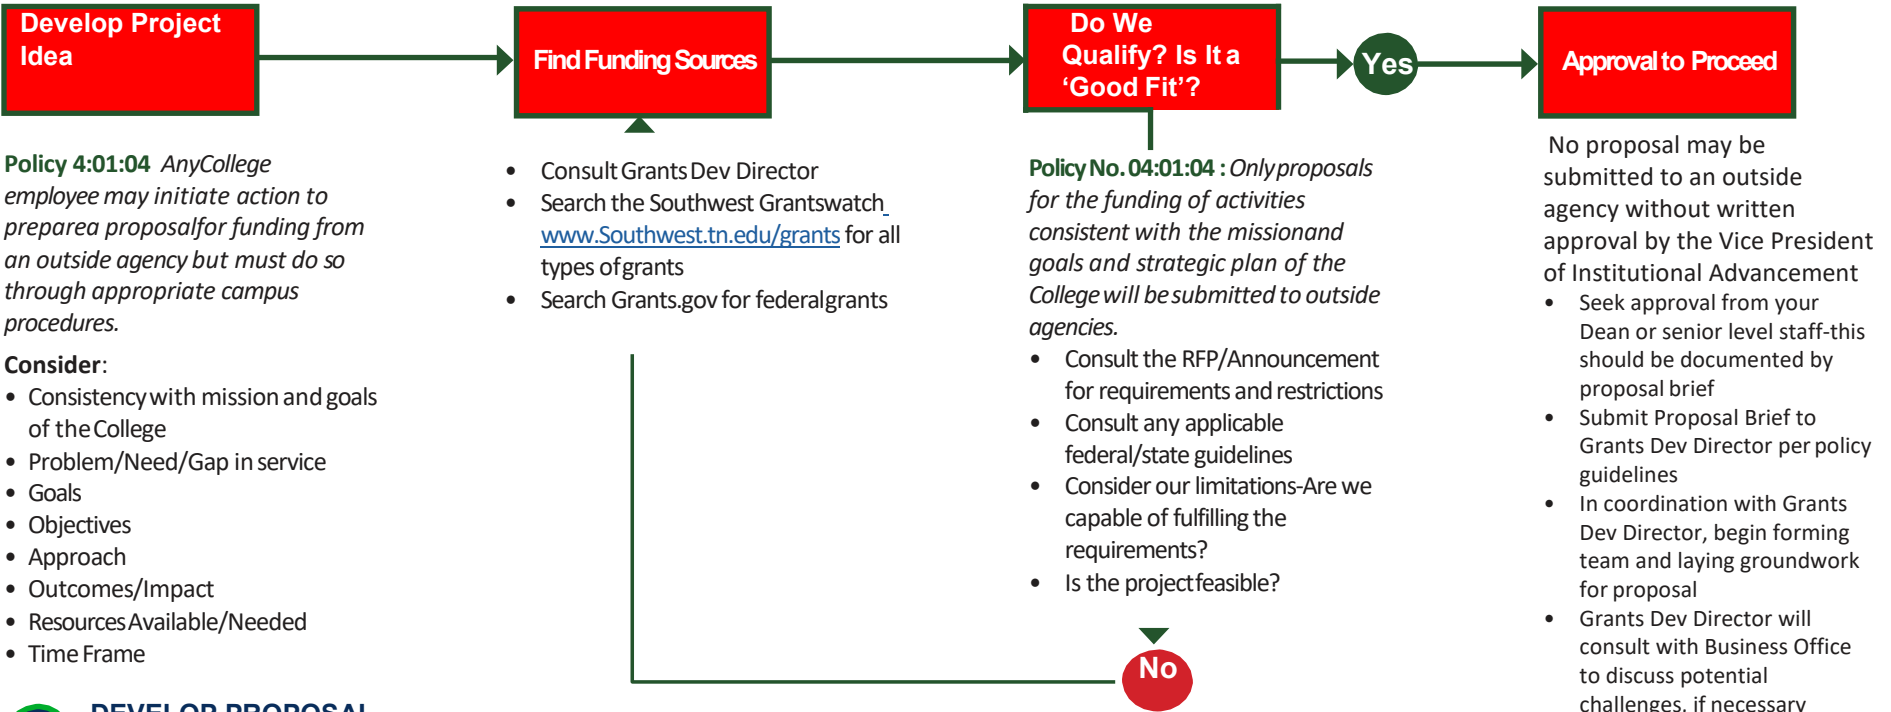 Develop Project
Idea
Find Funding Sources
Do We
Qualify? Is It a
‘Good Fit’?
Yes
Approval to Proceed
Policy 4:01:04 AnyCollege
employee may initiate action to
preparea proposalfor funding from
an outside agency but must do so
through appropriate campus
procedures.
Consider:
• Consistency with mission and goals
of the College
• Problem/Need/Gap in service
• Goals
• Objectives
• Approach
• Outcomes/Impact
• Resources Available/Needed
• Time Frame
• Consult Grants Dev Director
• Search the Southwest Grantswatch
www.Southwest.tn.edu/grants for all
types of grants
• Search Grants.gov for federal grants
Policy No. 04:01:04 : Only proposals
for the funding of activities
consistent with the missionand
goals and strategic plan of the
College will be submitted to outside
agencies.
• Consult the RFP/Announcement
for requirements and restrictions
• Consult any applicable
federal/state guidelines
• Consider our limitations-Are we
capable of fulfilling the
requirements?
• Is the project feasible?
No
No proposal may be
submitted to an outside
agency without written
approval by the Vice President
of Institutional Advancement
• Seek approval from your
Dean or senior level staff-this
should be documented by
proposal brief
• Submit Proposal Brief to
Grants Dev Director per policy
guidelines
• In coordination with Grants
Dev Director, begin forming
team and laying groundwork
for proposal
• Grants Dev Director will
consult with Business Office
to discuss potential
challenges, if necessary
DEVELOP PROPOSAL